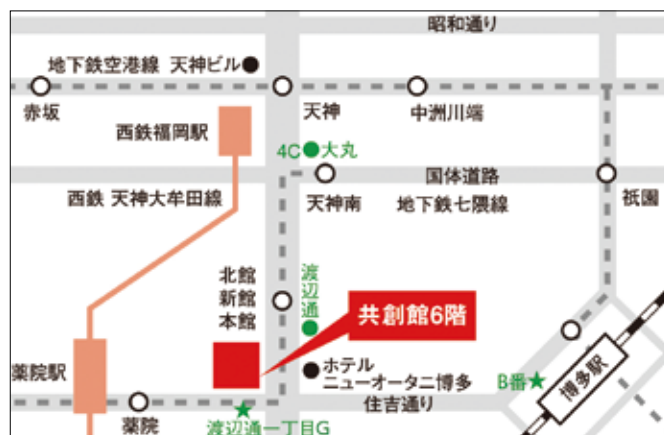 昭和通り
地下鉄空港線 天神ビル
赤坂
天神
中洲川端
西鉄福岡駅
4C
大丸
国体道路
西鉄 天神大牟田線
天神南
地下鉄七隈線
祇園
北館
新館
本館
渡辺通
共創館6階
薬院駅
ホテル
ニューオータニ博多
B番
博多駅
薬院
住吉通り
渡辺通一丁目G